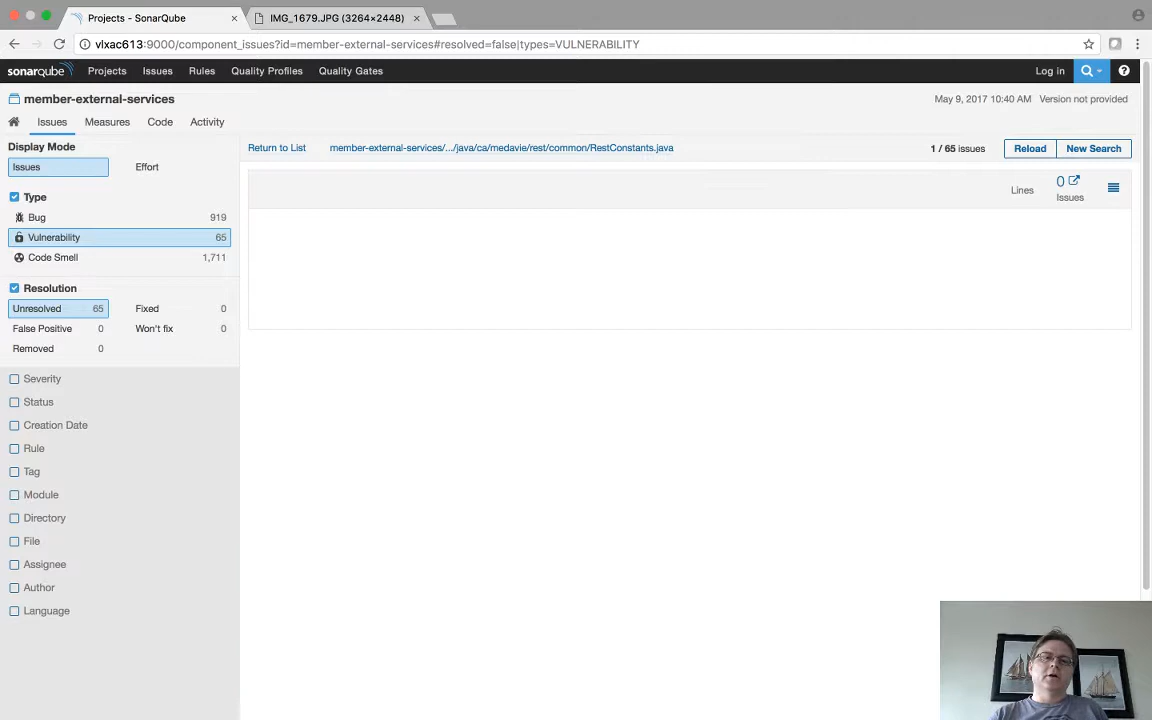 Projects - SonarQube
IMG_1679.JPG (3264×2448)
vlxac613:9000/component_issues?id=member-external-services#resolved=false|types=VULNERABILITY
sonarqube Projects Issues Rules Quality Profiles Quality Gates Log in
member-external-services
May 9, 2017 10:40 AM Version not provided
Issues Measures Code Activity
Display Mode
Issues Effort
Type
Bug 919
Vulnerability 65
Code Smell 1,711
Resolution
Unresolved 65 Fixed 0
False Positive 0 Won't fix 0
Removed 0
Severity
Status
Creation Date
Rule
Tag
Module
Directory
File
Assignee
Author
Language
Return to List member-external-services/.../java/ca/medavie/rest/common/RestConstants.java 1 / 65 issues Reload New Search
Lines 0
Issues